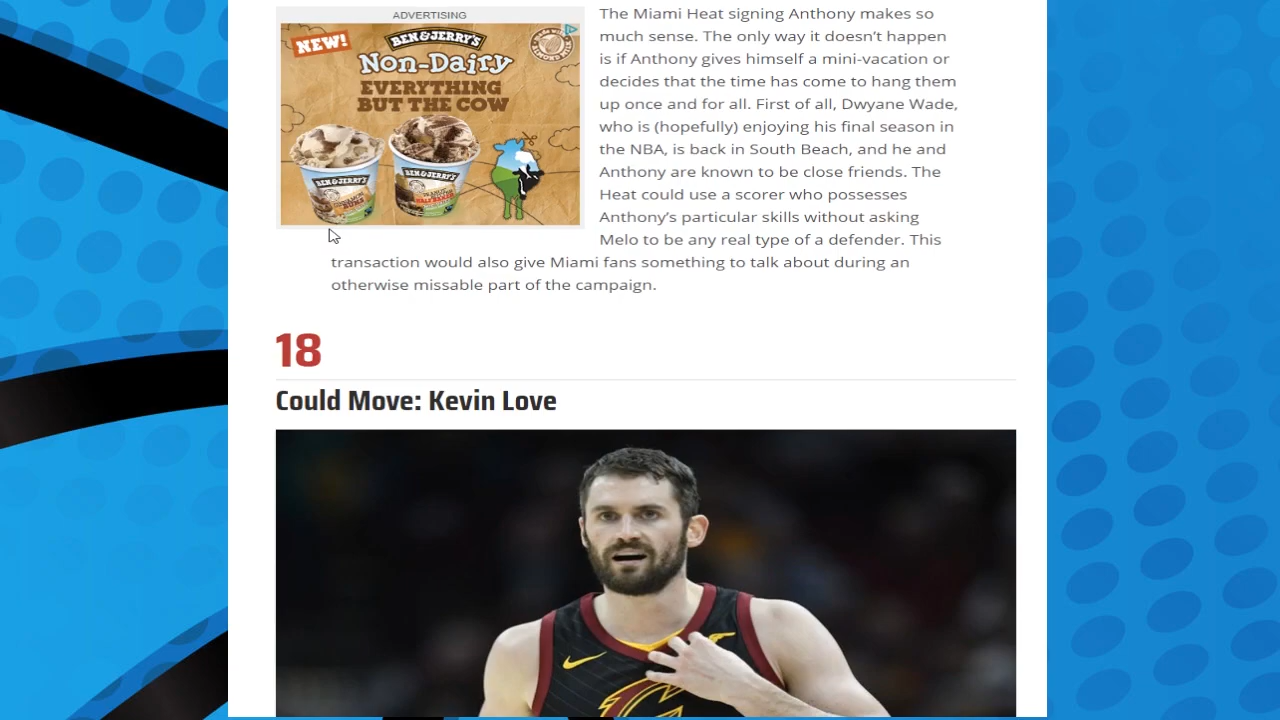 ADVERTISING
NEW!
BEN&JERRY'S
Non-Dairy
EVERYTHING
BUT THE COW
BEN&JERRY'S
BEN&JERRY'S
The Miami Heat signing Anthony makes so
much sense. The only way it doesn’t happen
is if Anthony gives himself a mini-vacation or
decides that the time has come to hang them
up once and for all. First of all, Dwyane Wade,
who is (hopefully) enjoying his final season in
the NBA, is back in South Beach, and he and
Anthony are known to be close friends. The
Heat could use a scorer who possesses
Anthony’s particular skills without asking
Melo to be any real type of a defender. This
transaction would also give Miami fans something to talk about during an
otherwise missable part of the campaign.
18
Could Move: Kevin Love